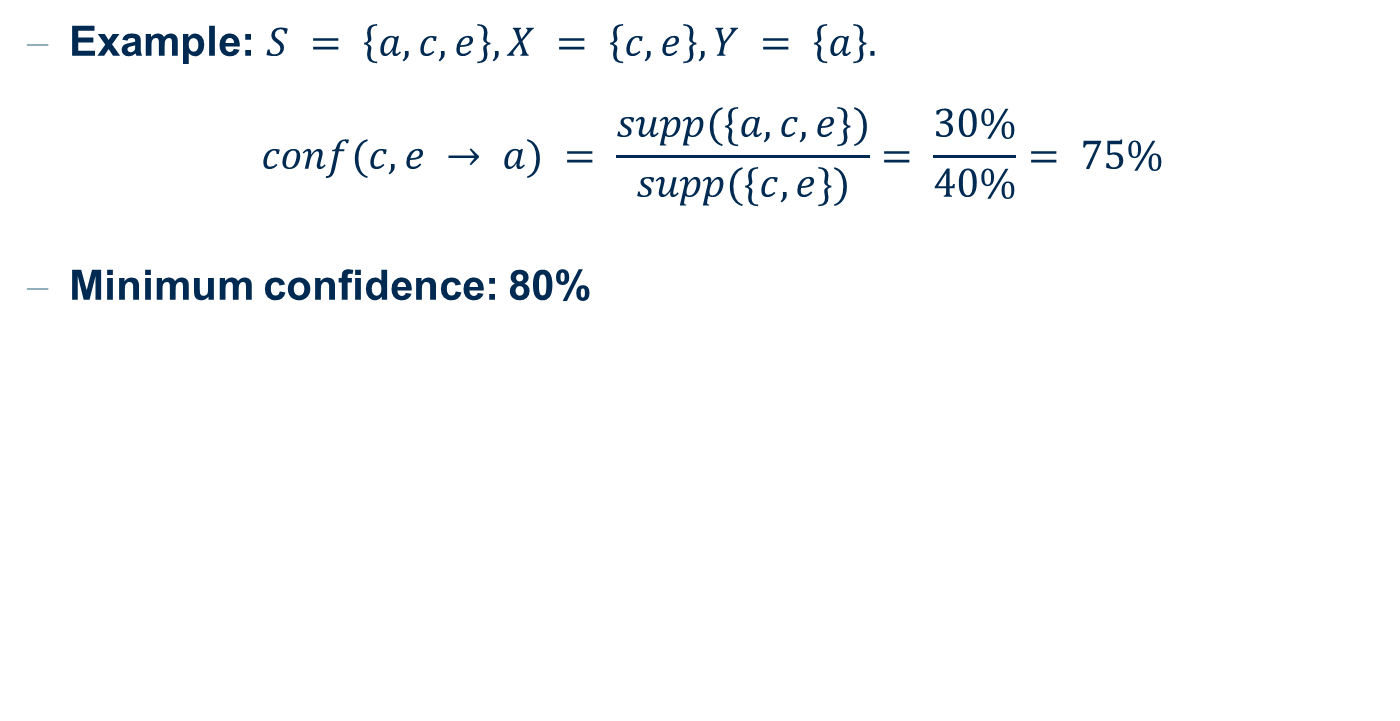 – Example: S = {a, c, e}, X = {c, e}, Y = {a}.
conf(c, e → a) = supp({a, c, e}) / supp({c, e}) = 30% / 40% = 75%
– Minimum confidence: 80%